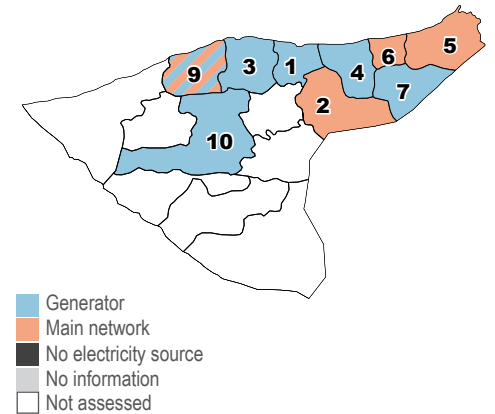 5
6
9
3
1
4
7
2
10
Generator
Main network
No electricity source
No information
Not assessed